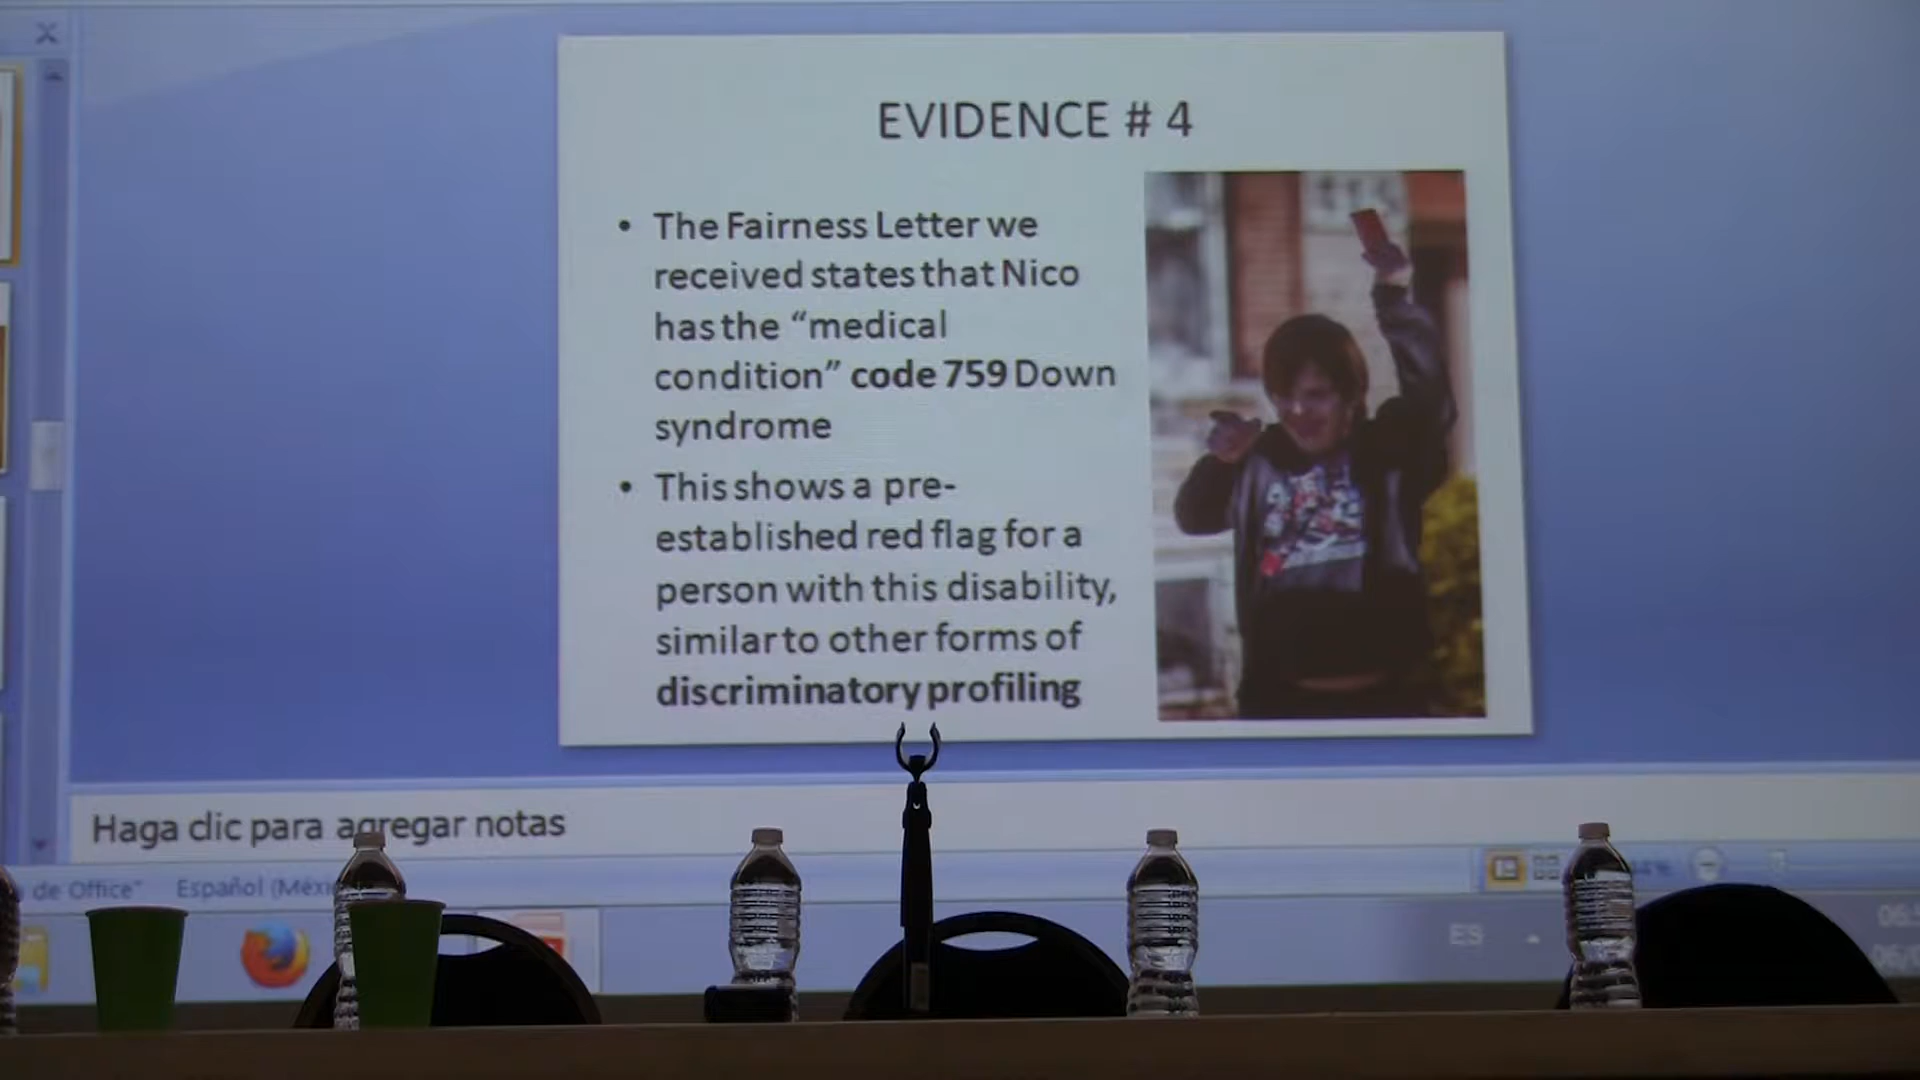 EVIDENCE # 4
• The Fairness Letter we
received states that Nico
has the “medical
condition” code 759 Down
syndrome
• This shows a pre-
established red flag for a
person with this disability,
similar to other forms of
discriminatory profiling
Haga clic para agregar notas
de Office" Español (Méxi
ES